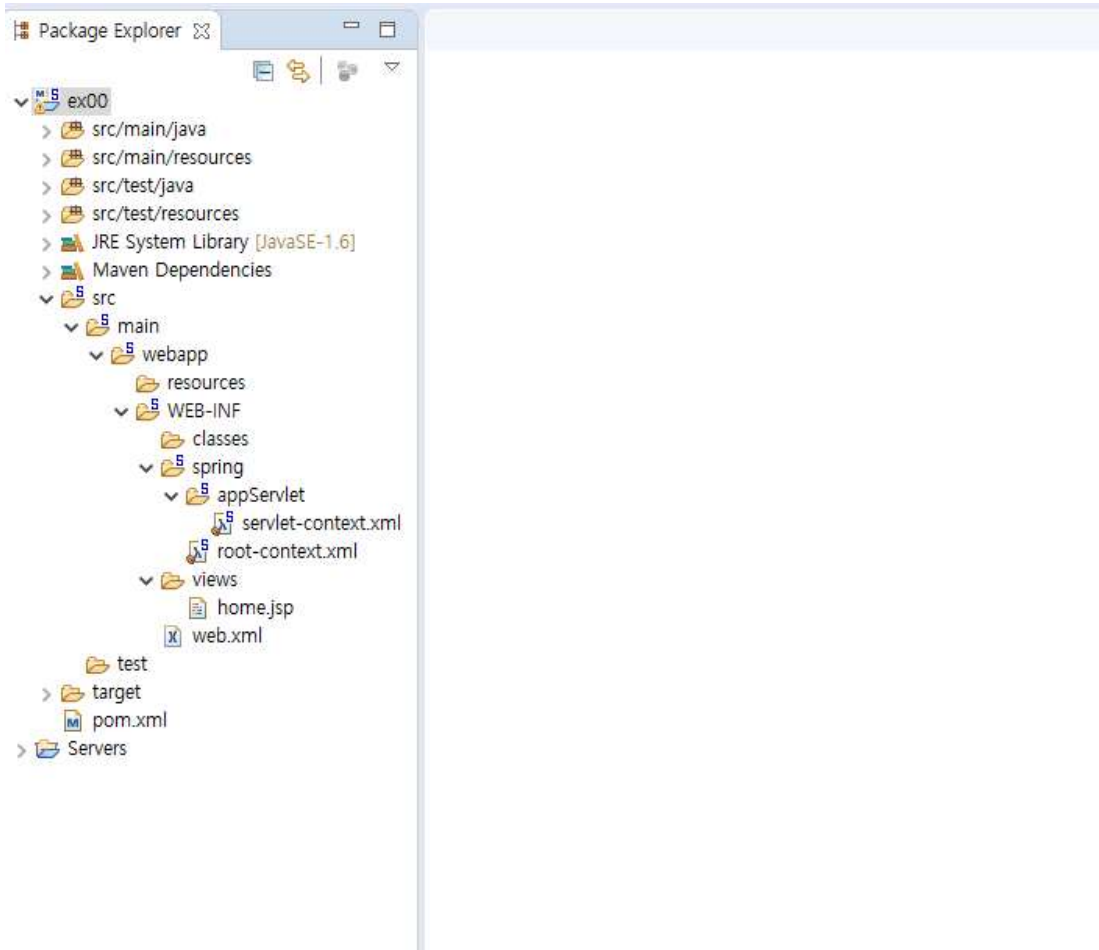 Package Explorer
ex00
src/main/java
src/main/resources
src/test/java
src/test/resources
JRE System Library [JavaSE-1.6]
Maven Dependencies
src
main
webapp
resources
WEB-INF
classes
spring
appServlet
servlet-context.xml
root-context.xml
views
home.jsp
web.xml
test
target
pom.xml
Servers